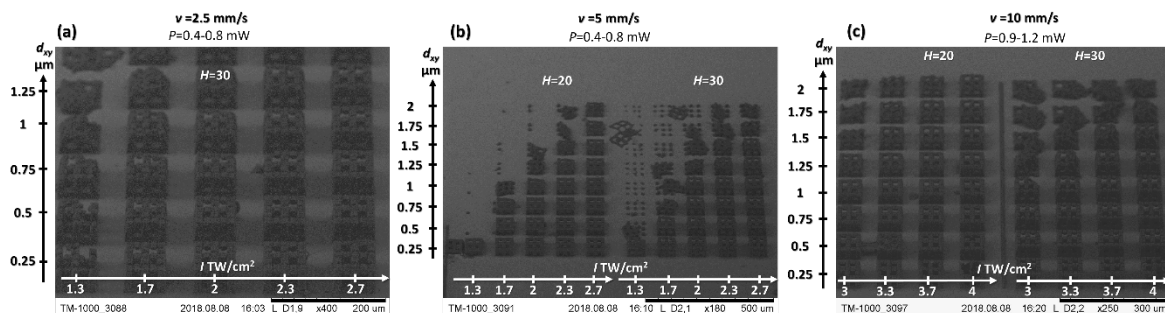 v =2.5 mm/s
P=0.4-0.8 mW
(a)
d_xy
μm
H=30
1.25
1
0.75
0.5
0.25
I TW/cm²
1.3 1.7 2 2.3 2.7
TM-1000_3088 2018.08.08 16:03 L D1,9 x400 200 um
v =5 mm/s
P=0.4-0.8 mW
(b)
d_xy
μm
H=20 H=30
2
1.75
1.5
1.25
1
0.75
0.5
0.25
I TW/cm²
1.3 1.7 2 2.3 2.7 1.3 1.7 2 2.3 2.7
TM-1000_3091 2018.08.08 16:10 L D2,1 x180 500 um
v =10 mm/s
P=0.9-1.2 mW
(c)
d_xy
μm
H=20 H=30
2
1.75
1.5
1.25
1
0.75
0.5
0.25
I TW/cm²
3 3.3 3.7 4 3 3.3 3.7 4
TM-1000_3097 2018.08.08 16:20 L D2,2 x250 300 um